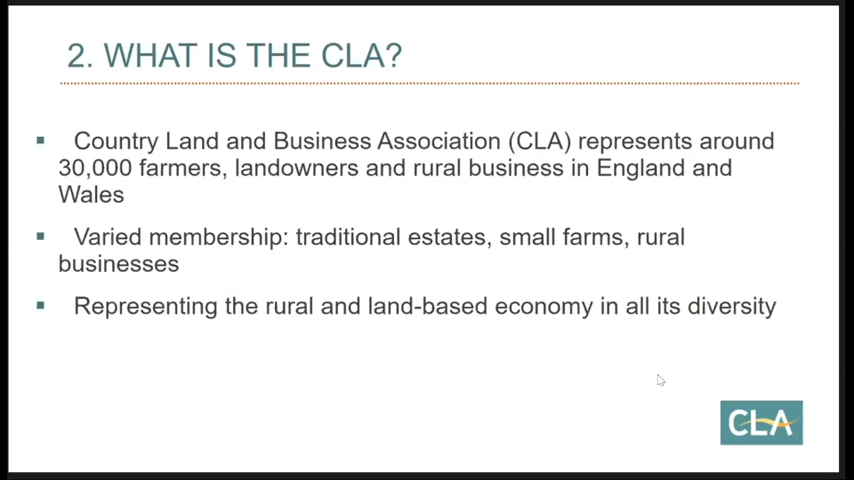 2. WHAT IS THE CLA?
▪ Country Land and Business Association (CLA) represents around
30,000 farmers, landowners and rural business in England and
Wales
▪ Varied membership: traditional estates, small farms, rural
businesses
▪ Representing the rural and land-based economy in all its diversity
CLA